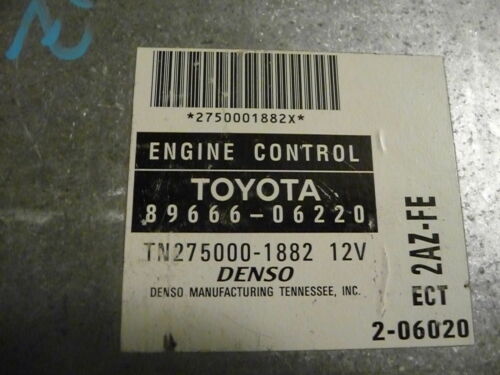 *2750001882X*
ENGINE CONTROL
TOYOTA
89666-06220
TN275000-1882 12V
DENSO
DENSO MANUFACTURING TENNESSEE, INC.
2AZ-FE
ECT
2-06020